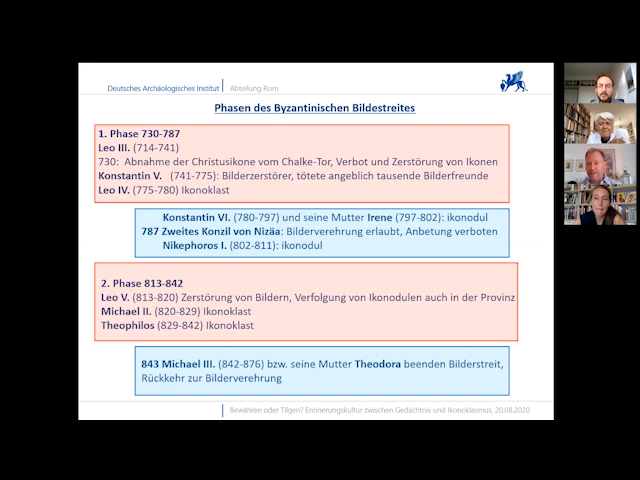 Deutsches Archäologisches Institut | Abteilung Rom
Phasen des Byzantinischen Bildestreites
1. Phase 730-787
Leo III. (714-741)
730: Abnahme der Christusikone vom Chalke-Tor, Verbot und Zerstörung von Ikonen
Konstantin V. (741-775): Bilderzerstörer, tötete angeblich tausende Bilderfreunde
Leo IV. (775-780) Ikonoklast
Konstantin VI. (780-797) und seine Mutter Irene (797-802): ikonodul
787 Zweites Konzil von Nizäa: Bilderverehrung erlaubt, Anbetung verboten
Nikephoros I. (802-811): ikonodul
2. Phase 813-842
Leo V. (813-820) Zerstörung von Bildern, Verfolgung von Ikonodulen auch in der Provinz
Michael II. (820-829) Ikonoklast
Theophilos (829-842) Ikonoklast
843 Michael III. (842-876) bzw. seine Mutter Theodora beenden Bilderstreit,
Rückkehr zur Bilderverehrung
Bewahren oder Tilgen? Erinnerungskultur zwischen Gedächtnis und Ikonoklasmus, 20.08.2020